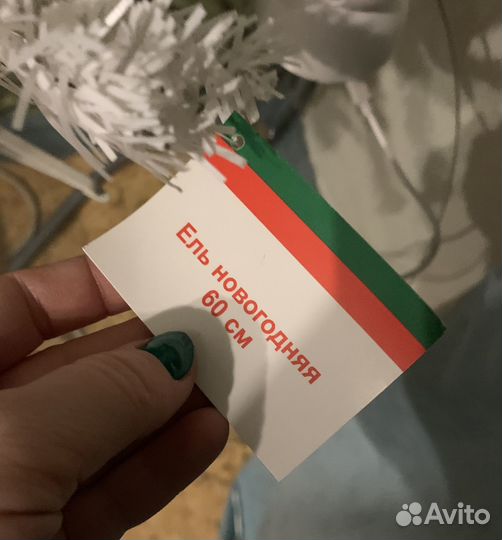 Ель новогодняя
60 см
Avito